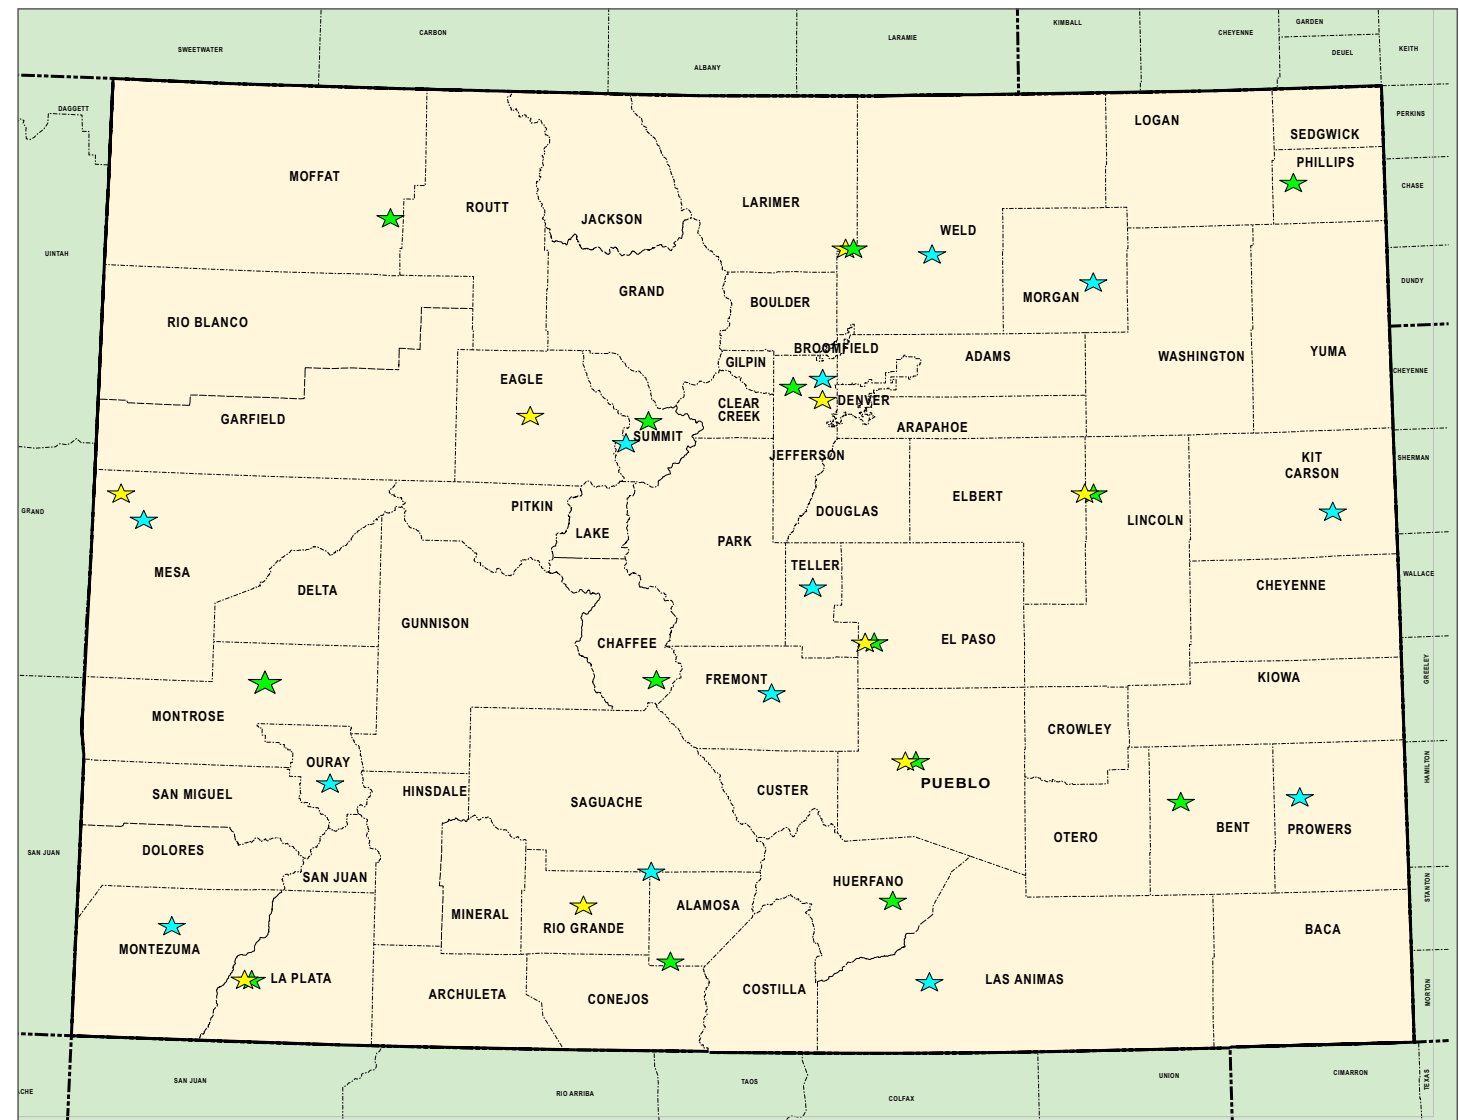 KIMBALL
GARDEN
CARBON
CHEYENNE
LARAMIE
SWEETWATER
KEITH
DEUEL
ALBANY
DAGGETT
PERKINS
LOGAN
SEDGWICK
PHILLIPS
MOFFAT
CHASE
LARIMER
ROUTT
JACKSON
WELD
UINTAH
DUNDY
GRAND
MORGAN
BOULDER
RIO BLANCO
BROOMFIELD
YUMA
ADAMS
WASHINGTON
GILPIN
CHEYENNE
EAGLE
DENVER
CLEAR
CREEK
GARFIELD
ARAPAHOE
SUMMIT
JEFFERSON
KIT
CARSON
SHERMAN
ELBERT
PITKIN
GRAND
DOUGLAS
LINCOLN
LAKE
PARK
TELLER
MESA
WALLACE
CHEYENNE
DELTA
GUNNISON
CHAFFEE
EL PASO
GREELEY
FREMONT
KIOWA
MONTROSE
CROWLEY
OURAY
HAMILTON
PUEBLO
HINSDALE
CUSTER
SAN MIGUEL
SAGUACHE
BENT
PROWERS
OTERO
SAN JUAN
DOLORES
SAN JUAN
HUERFANO
STANTON
ALAMOSA
MINERAL
RIO GRANDE
BACA
MONTEZUMA
LA PLATA
LAS ANIMAS
COSTILLA
ARCHULETA
CONEJOS
MORTON
UNION
CIMARRON
TEXAS
SAN JUAN
TAOS
ACHE
RIO ARRIBA
COLFAX